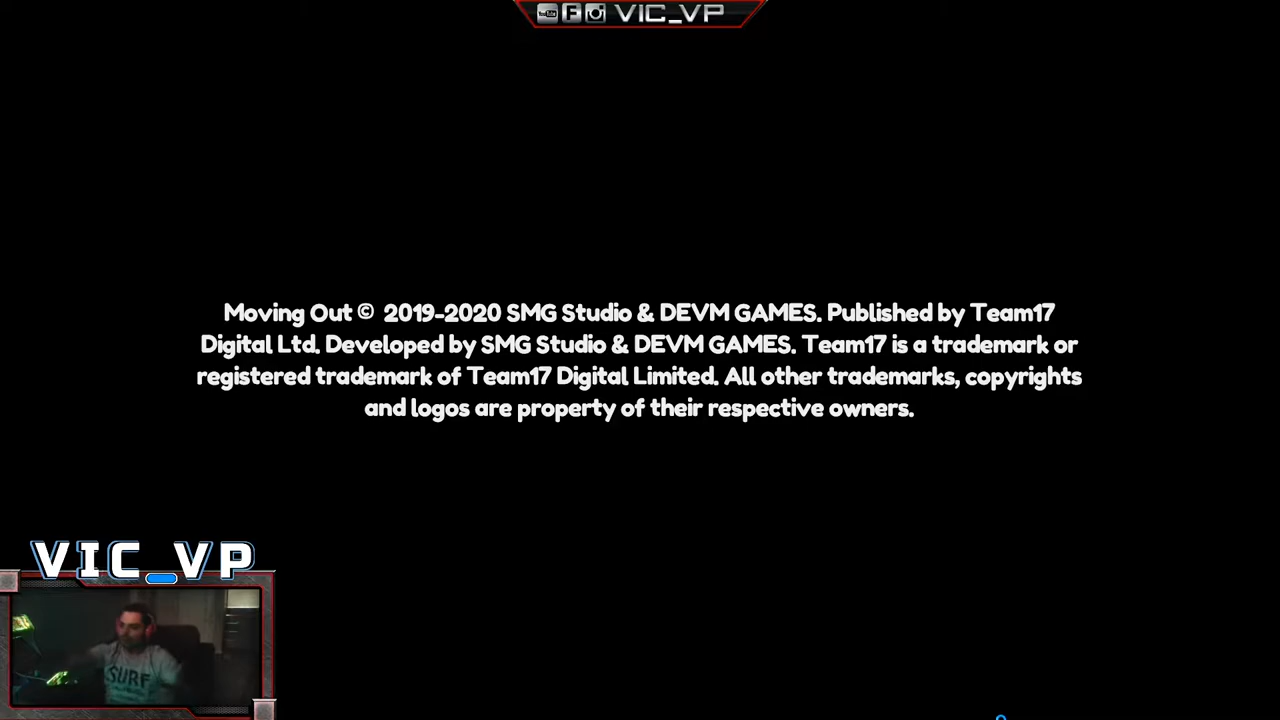 VIC_VP
Moving Out © 2019-2020 SMG Studio & DEVM GAMES. Published by Team17
Digital Ltd. Developed by SMG Studio & DEVM GAMES. Team17 is a trademark or
registered trademark of Team17 Digital Limited. All other trademarks, copyrights
and logos are property of their respective owners.
VIC_VP
SURF